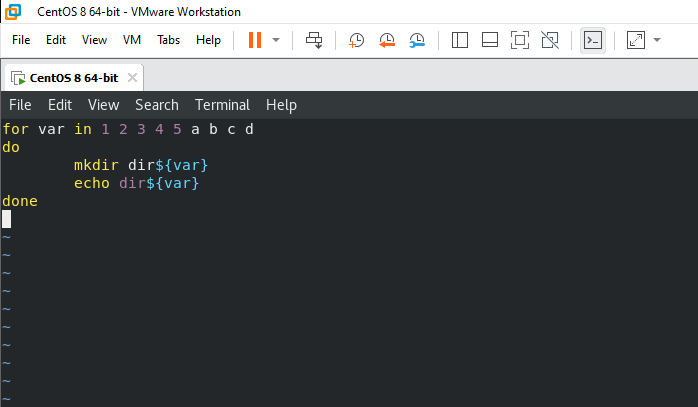 CentOS 8 64-bit - VMware Workstation
File Edit View VM Tabs Help
CentOS 8 64-bit
File Edit View Search Terminal Help
for var in 1 2 3 4 5 a b c d
do
        mkdir dir${var}
        echo dir${var}
done
~
~
~
~
~
~
~
~
~
~